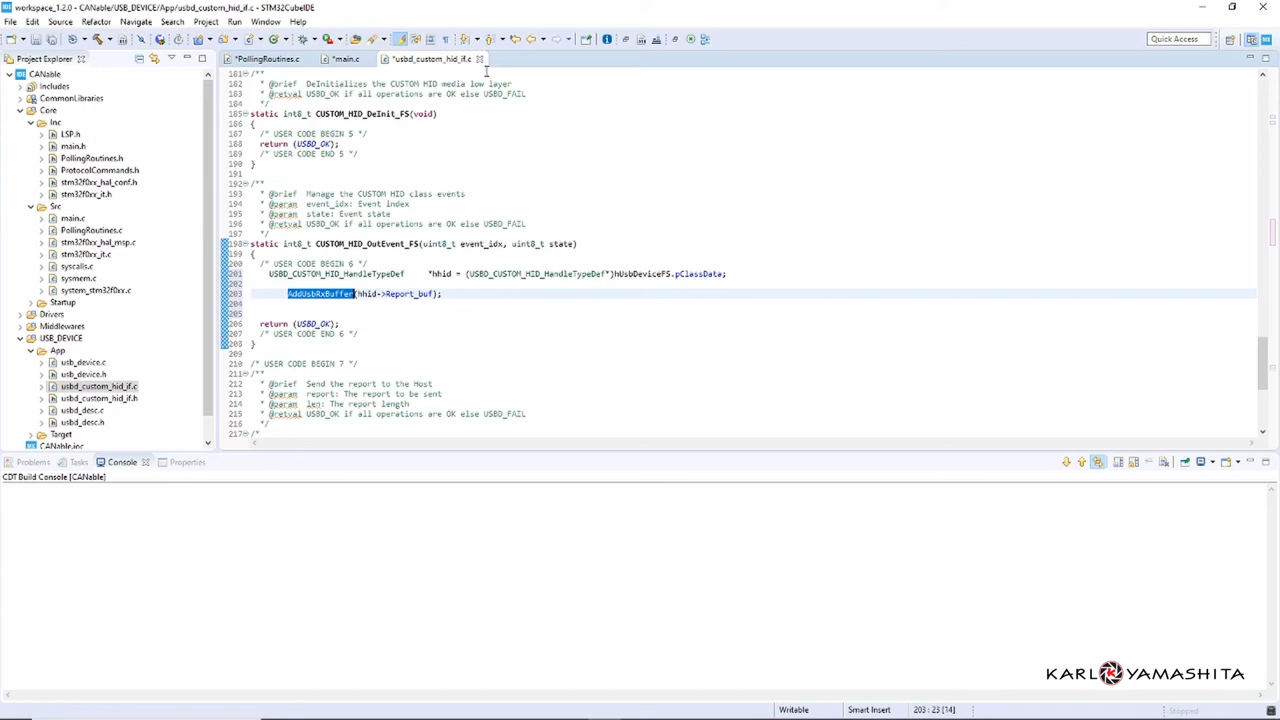 workspace_1.2.0 - CANable/USB_DEVICE/App/usbd_custom_hid_if.c - STM32CubeIDE
File Edit Source Refactor Navigate Search Project Run Window Help
Quick Access
Project Explorer
*PollingRoutines.c *main.c *usbd_custom_hid_if.c
CANable
Includes
CommonLibraries
Core
Inc
LSP.h
main.h
PollingRoutines.h
ProtocolCommands.h
stm32f0xx_hal_conf.h
stm32f0xx_it.h
Src
main.c
PollingRoutines.c
stm32f0xx_hal_msp.c
stm32f0xx_it.c
syscalls.c
sysmem.c
system_stm32f0xx.c
Startup
Drivers
Middlewares
USB_DEVICE
App
usb_device.c
usb_device.h
usbd_custom_hid_if.c
usbd_custom_hid_if.h
usbd_desc.c
usbd_desc.h
Target
CANable.ioc
181 /**
182 * @brief DeInitializes the CUSTOM HID media low layer
183 * @retval USBD_OK if all operations are OK else USBD_FAIL
184 */
185 static int8_t CUSTOM_HID_DeInit_FS(void)
186 {
187 /* USER CODE BEGIN 5 */
188 return (USBD_OK);
189 /* USER CODE END 5 */
190 }
191
192 /**
193 * @brief Manage the CUSTOM HID class events
194 * @param event_idx: Event index
195 * @param state: Event state
196 * @retval USBD_OK if all operations are OK else USBD_FAIL
197 */
198 static int8_t CUSTOM_HID_OutEvent_FS(uint8_t event_idx, uint8_t state)
199 {
200 /* USER CODE BEGIN 6 */
201 USBD_CUSTOM_HID_HandleTypeDef *hhid = (USBD_CUSTOM_HID_HandleTypeDef*)hUsbDeviceFS.pClassData;
202
203 AddUsbRxBuffer(hhid->Report_buf);
204
205
206 return (USBD_OK);
207 /* USER CODE END 6 */
208 }
209
210 /* USER CODE BEGIN 7 */
211 /**
212 * @brief Send the report to the Host
213 * @param report: The report to be sent
214 * @param len: The report length
215 * @retval USBD_OK if all operations are OK else USBD_FAIL
216 */
217 /*
Problems Tasks Console Properties
CDT Build Console [CANable]
KARL YAMASHITA
Writable Smart Insert 203 : 23 [14] Stopped